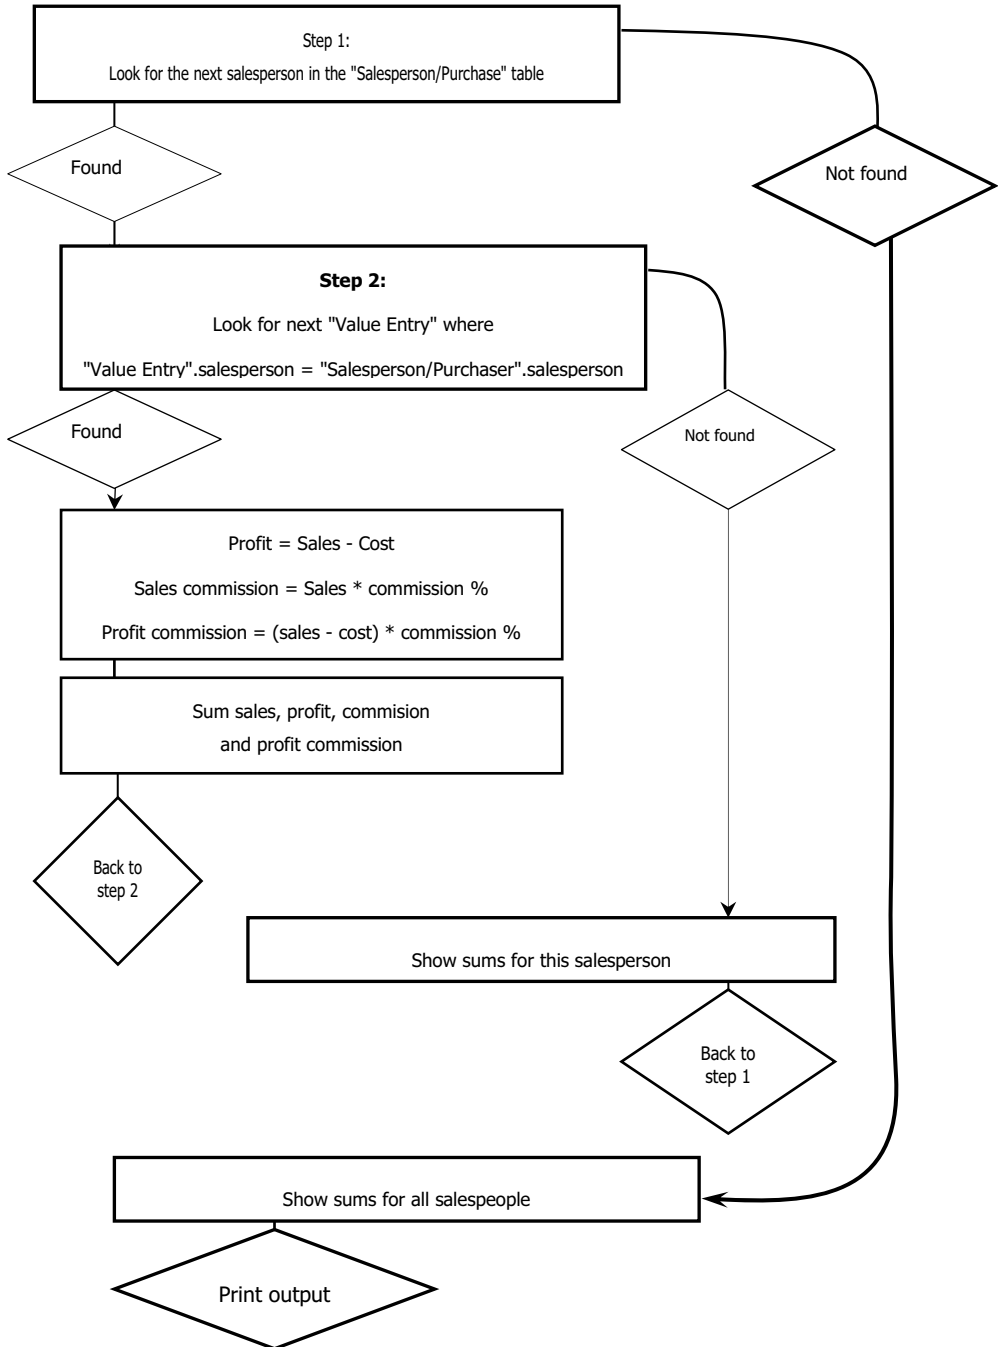 Step 1:
Look for the next salesperson in the "Salesperson/Purchase" table
Found
Not found
Step 2:
Look for next "Value Entry" where
"Value Entry".salesperson = "Salesperson/Purchaser".salesperson
Found
Not found
Profit = Sales - Cost
Sales commission = Sales * commission %
Profit commission = (sales - cost) * commission %
Sum sales, profit, commision
and profit commission
Back to
step 2
Show sums for this salesperson
Back to
step 1
Show sums for all salespeople
Print output